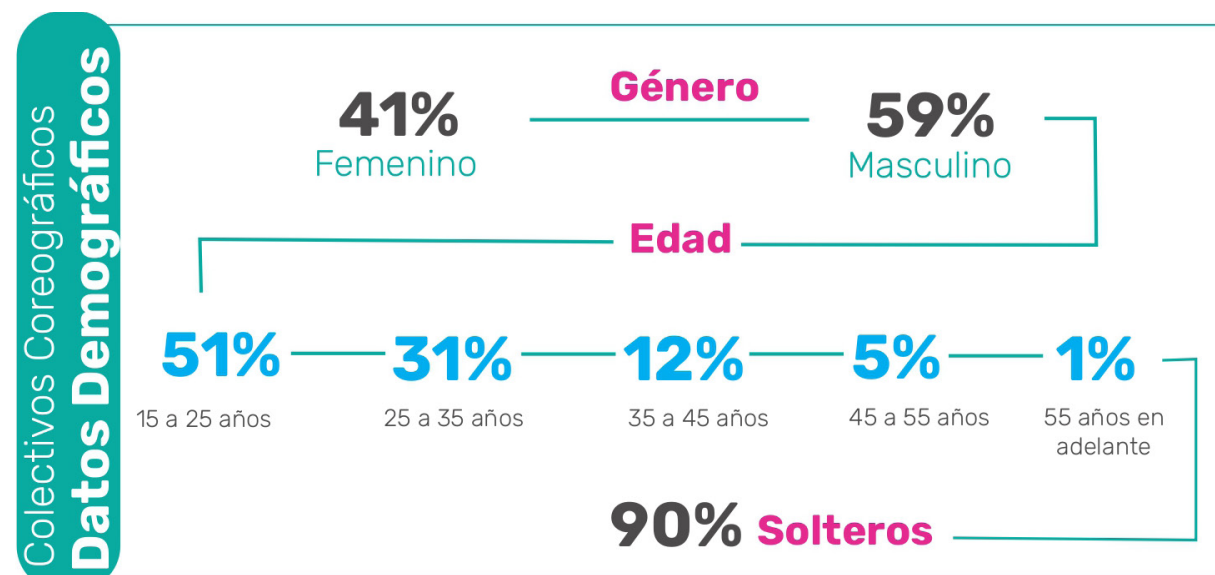 Colectivos Coreográficos
Datos Demográficos
Género
41%
Femenino
59%
Masculino
Edad
51%
15 a 25 años
31%
25 a 35 años
12%
35 a 45 años
5%
45 a 55 años
1%
55 años en
adelante
90% Solteros